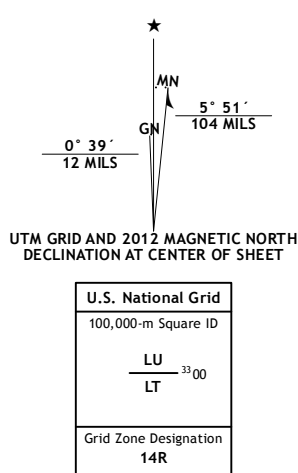 ★
MN
GN
5° 51´
104 MILS
0° 39´
12 MILS
UTM GRID AND 2012 MAGNETIC NORTH
DECLINATION AT CENTER OF SHEET
U.S. National Grid
100,000-m Square ID
LU
3300
LT
Grid Zone Designation
14R